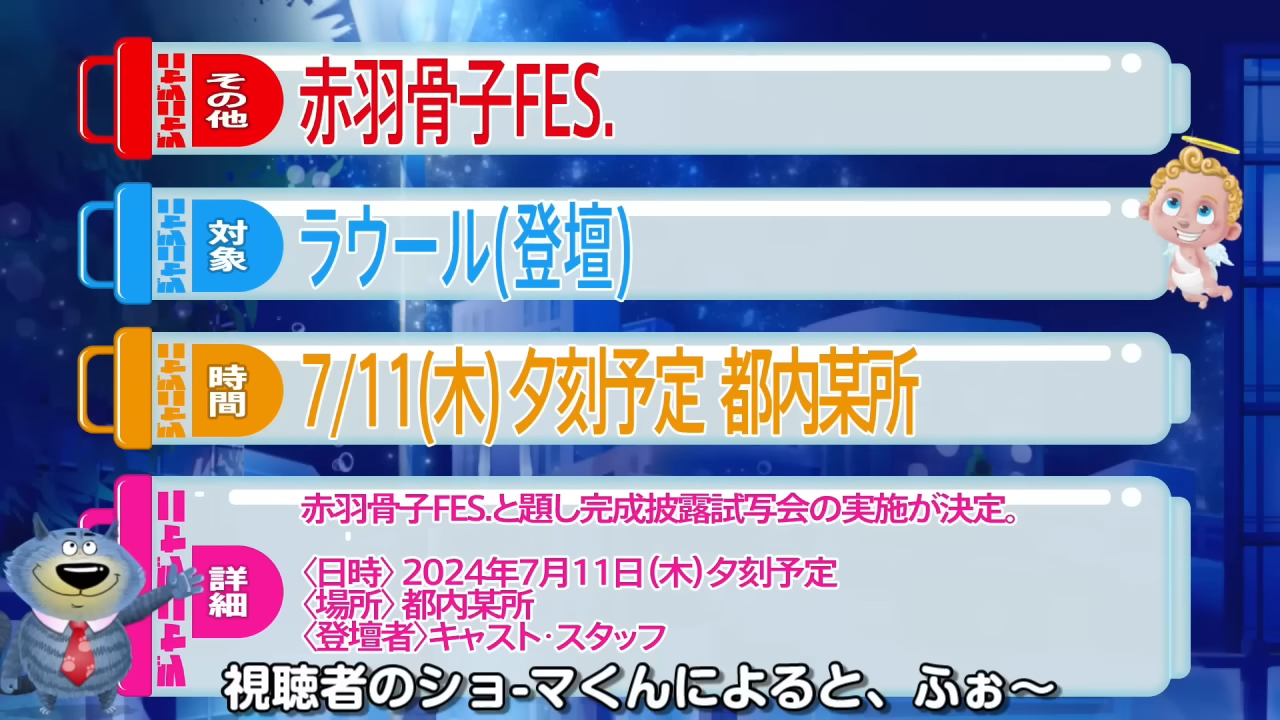 その他
赤羽骨子FES.
対象
ラウール(登壇)
時間
7/11(木)夕刻予定 都内某所
詳細
赤羽骨子FES.と題し完成披露試写会の実施が決定。
〈日時〉 2024年7月11日(木)夕刻予定
〈場所〉 都内某所
〈登壇者〉キャスト・スタッフ
視聴者のショ-マくんによると、ふぉ〜